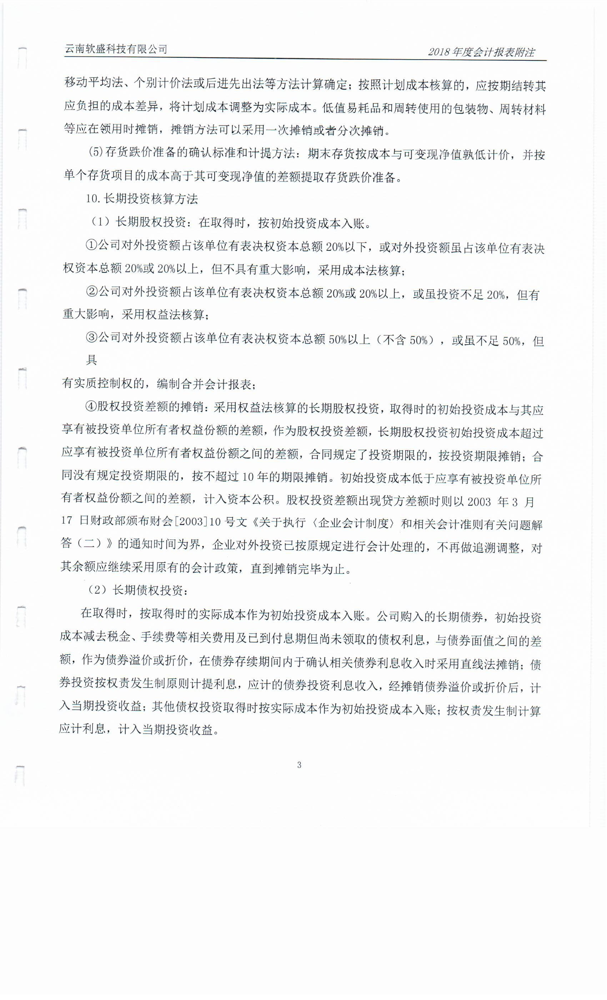 云南软盛科技有限公司
2018年度会计报表附注
移动平均法、个别计价法或后进先出法等方法计算确定；按照计划成本核算的，应按期结转其
应负担的成本差异，将计划成本调整为实际成本。低值易耗品和周转使用的包装物、周转材料
等应在领用时摊销，摊销方法可以采用一次摊销或者分次摊销。
(5)存货跌价准备的确认标准和计提方法：期末存货按成本与可变现净值孰低计价，并按
单个存货项目的成本高于其可变现净值的差额提取存货跌价准备。
10.长期投资核算方法
（1）长期股权投资：在取得时，按初始投资成本入账。
①公司对外投资额占该单位有表决权资本总额20%以下，或对外投资额虽占该单位有表决
权资本总额20%或20%以上，但不具有重大影响，采用成本法核算；
②公司对外投资额占该单位有表决权资本总额20%或20%以上，或虽投资不足20%，但有
重大影响，采用权益法核算；
③公司对外投资额占该单位有表决权资本总额50%以上（不含50%），或虽不足50%，但
具
有实质控制权的，编制合并会计报表；
④股权投资差额的摊销：采用权益法核算的长期股权投资，取得时的初始投资成本与其应
享有被投资单位所有者权益份额的差额，作为股权投资差额，长期股权投资初始投资成本超过
应享有被投资单位所有者权益份额之间的差额，合同规定了投资期限的，按投资期限摊销；合
同没有规定投资期限的，按不超过10年的期限摊销。初始投资成本低于应享有被投资单位所
有者权益份额之间的差额，计入资本公积。股权投资差额出现贷方差额时则以2003 年3 月
17 日财政部颁布财会[2003]10号文《关于执行〈企业会计制度〉和相关会计准则有关问题解
答（二）》的通知时间为界，企业对外投资已按原规定进行会计处理的，不再做追溯调整，对
其余额应继续采用原有的会计政策，直到摊销完毕为止。
（2）长期债权投资：
在取得时，按取得时的实际成本作为初始投资成本入账。公司购入的长期债券，初始投资
成本减去税金、手续费等相关费用及已到付息期但尚未领取的债权利息，与债券面值之间的差
额，作为债券溢价或折价，在债券存续期间内于确认相关债券利息收入时采用直线法摊销；债
券投资按权责发生制原则计提利息，应计的债券投资利息收入，经摊销债券溢价或折价后，计
入当期投资收益；其他债权投资取得时按实际成本作为初始投资成本入账；按权责发生制计算
应计利息，计入当期投资收益。
3